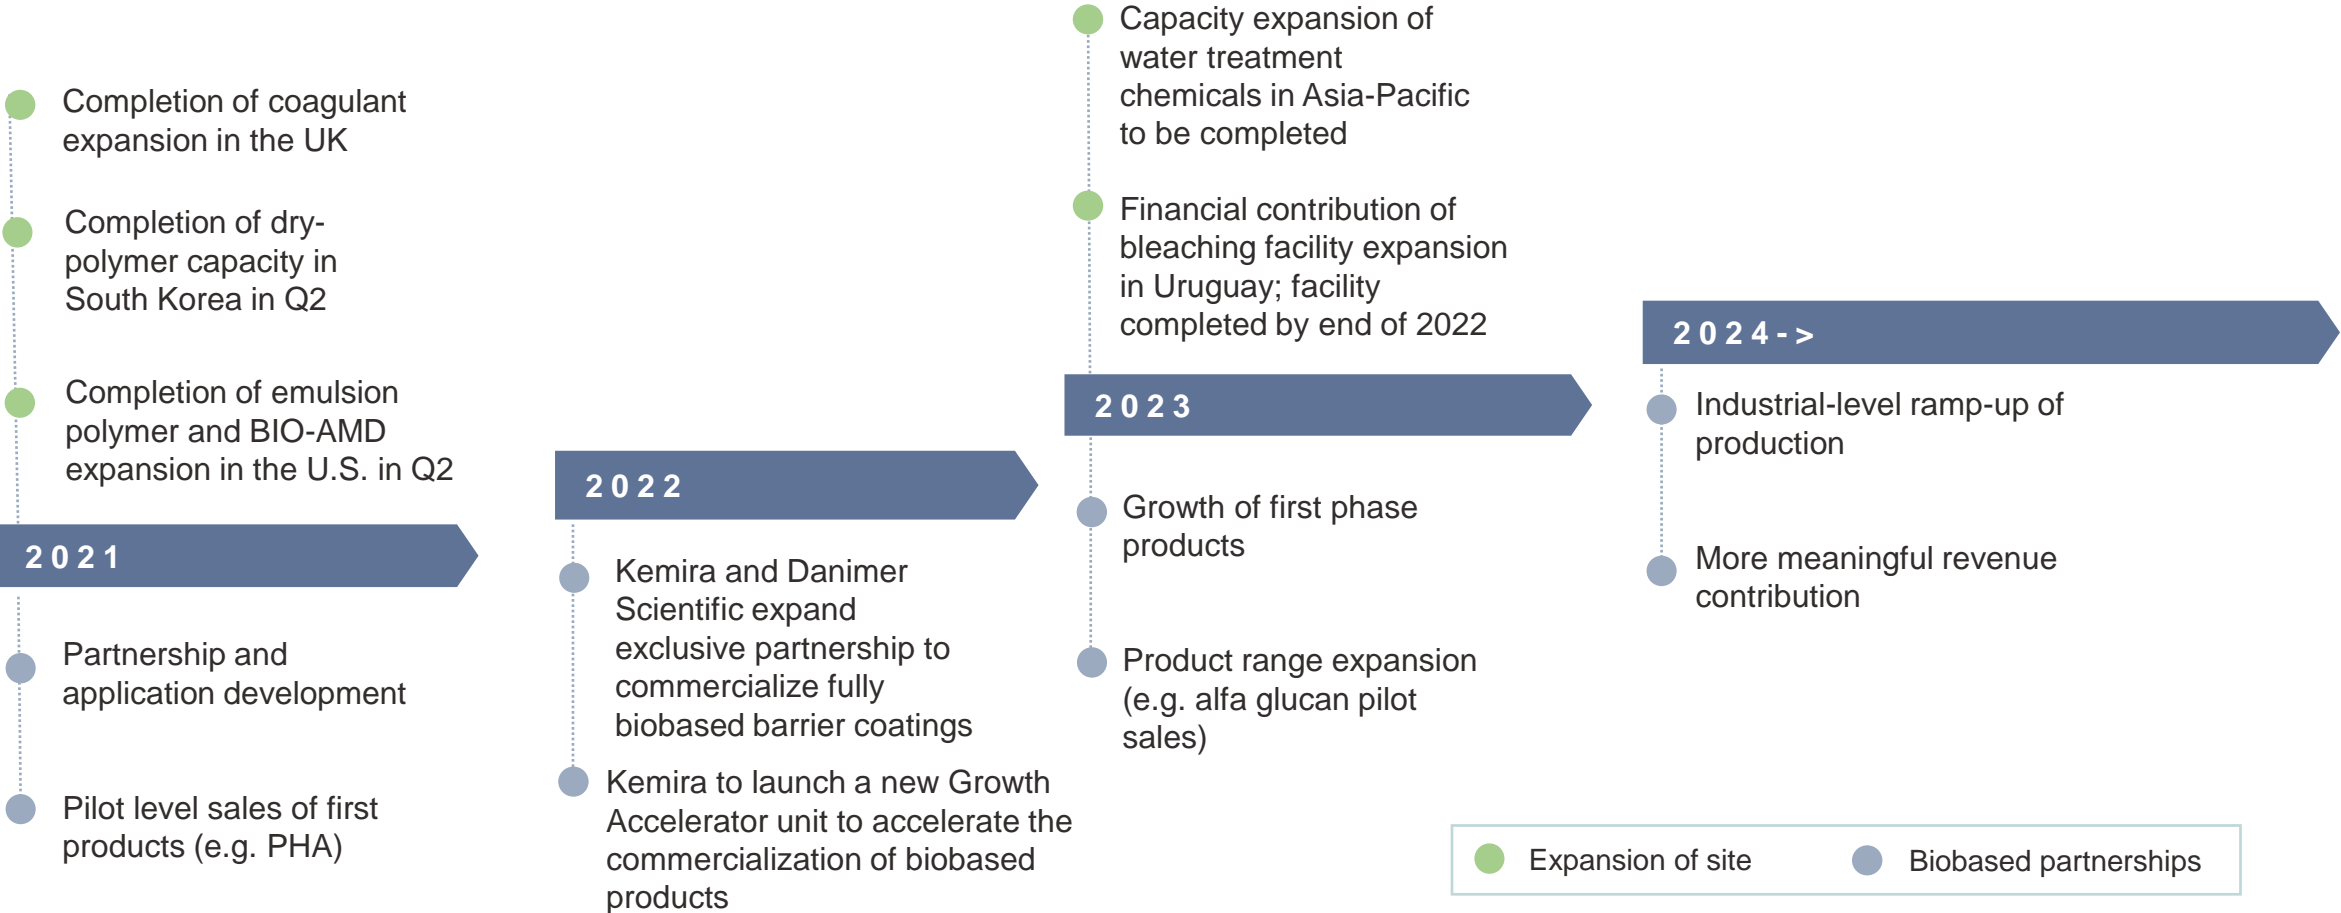 Completion of coagulant
expansion in the UK
Completion of dry-
polymer capacity in
South Korea in Q2
Completion of emulsion
polymer and BIO-AMD
expansion in the U.S. in Q2
2021
Partnership and
application development
Pilot level sales of first
products (e.g. PHA)
2022
Kemira and Danimer
Scientific expand
exclusive partnership to
commercialize fully
biobased barrier coatings
Kemira to launch a new Growth
Accelerator unit to accelerate the
commercialization of biobased
products
Capacity expansion of
water treatment
chemicals in Asia-Pacific
to be completed
Financial contribution of
bleaching facility expansion
in Uruguay; facility
completed by end of 2022
2023
Growth of first phase
products
Product range expansion
(e.g. alfa glucan pilot
sales)
2024->
Industrial-level ramp-up of
production
More meaningful revenue
contribution
Expansion of site
Biobased partnerships